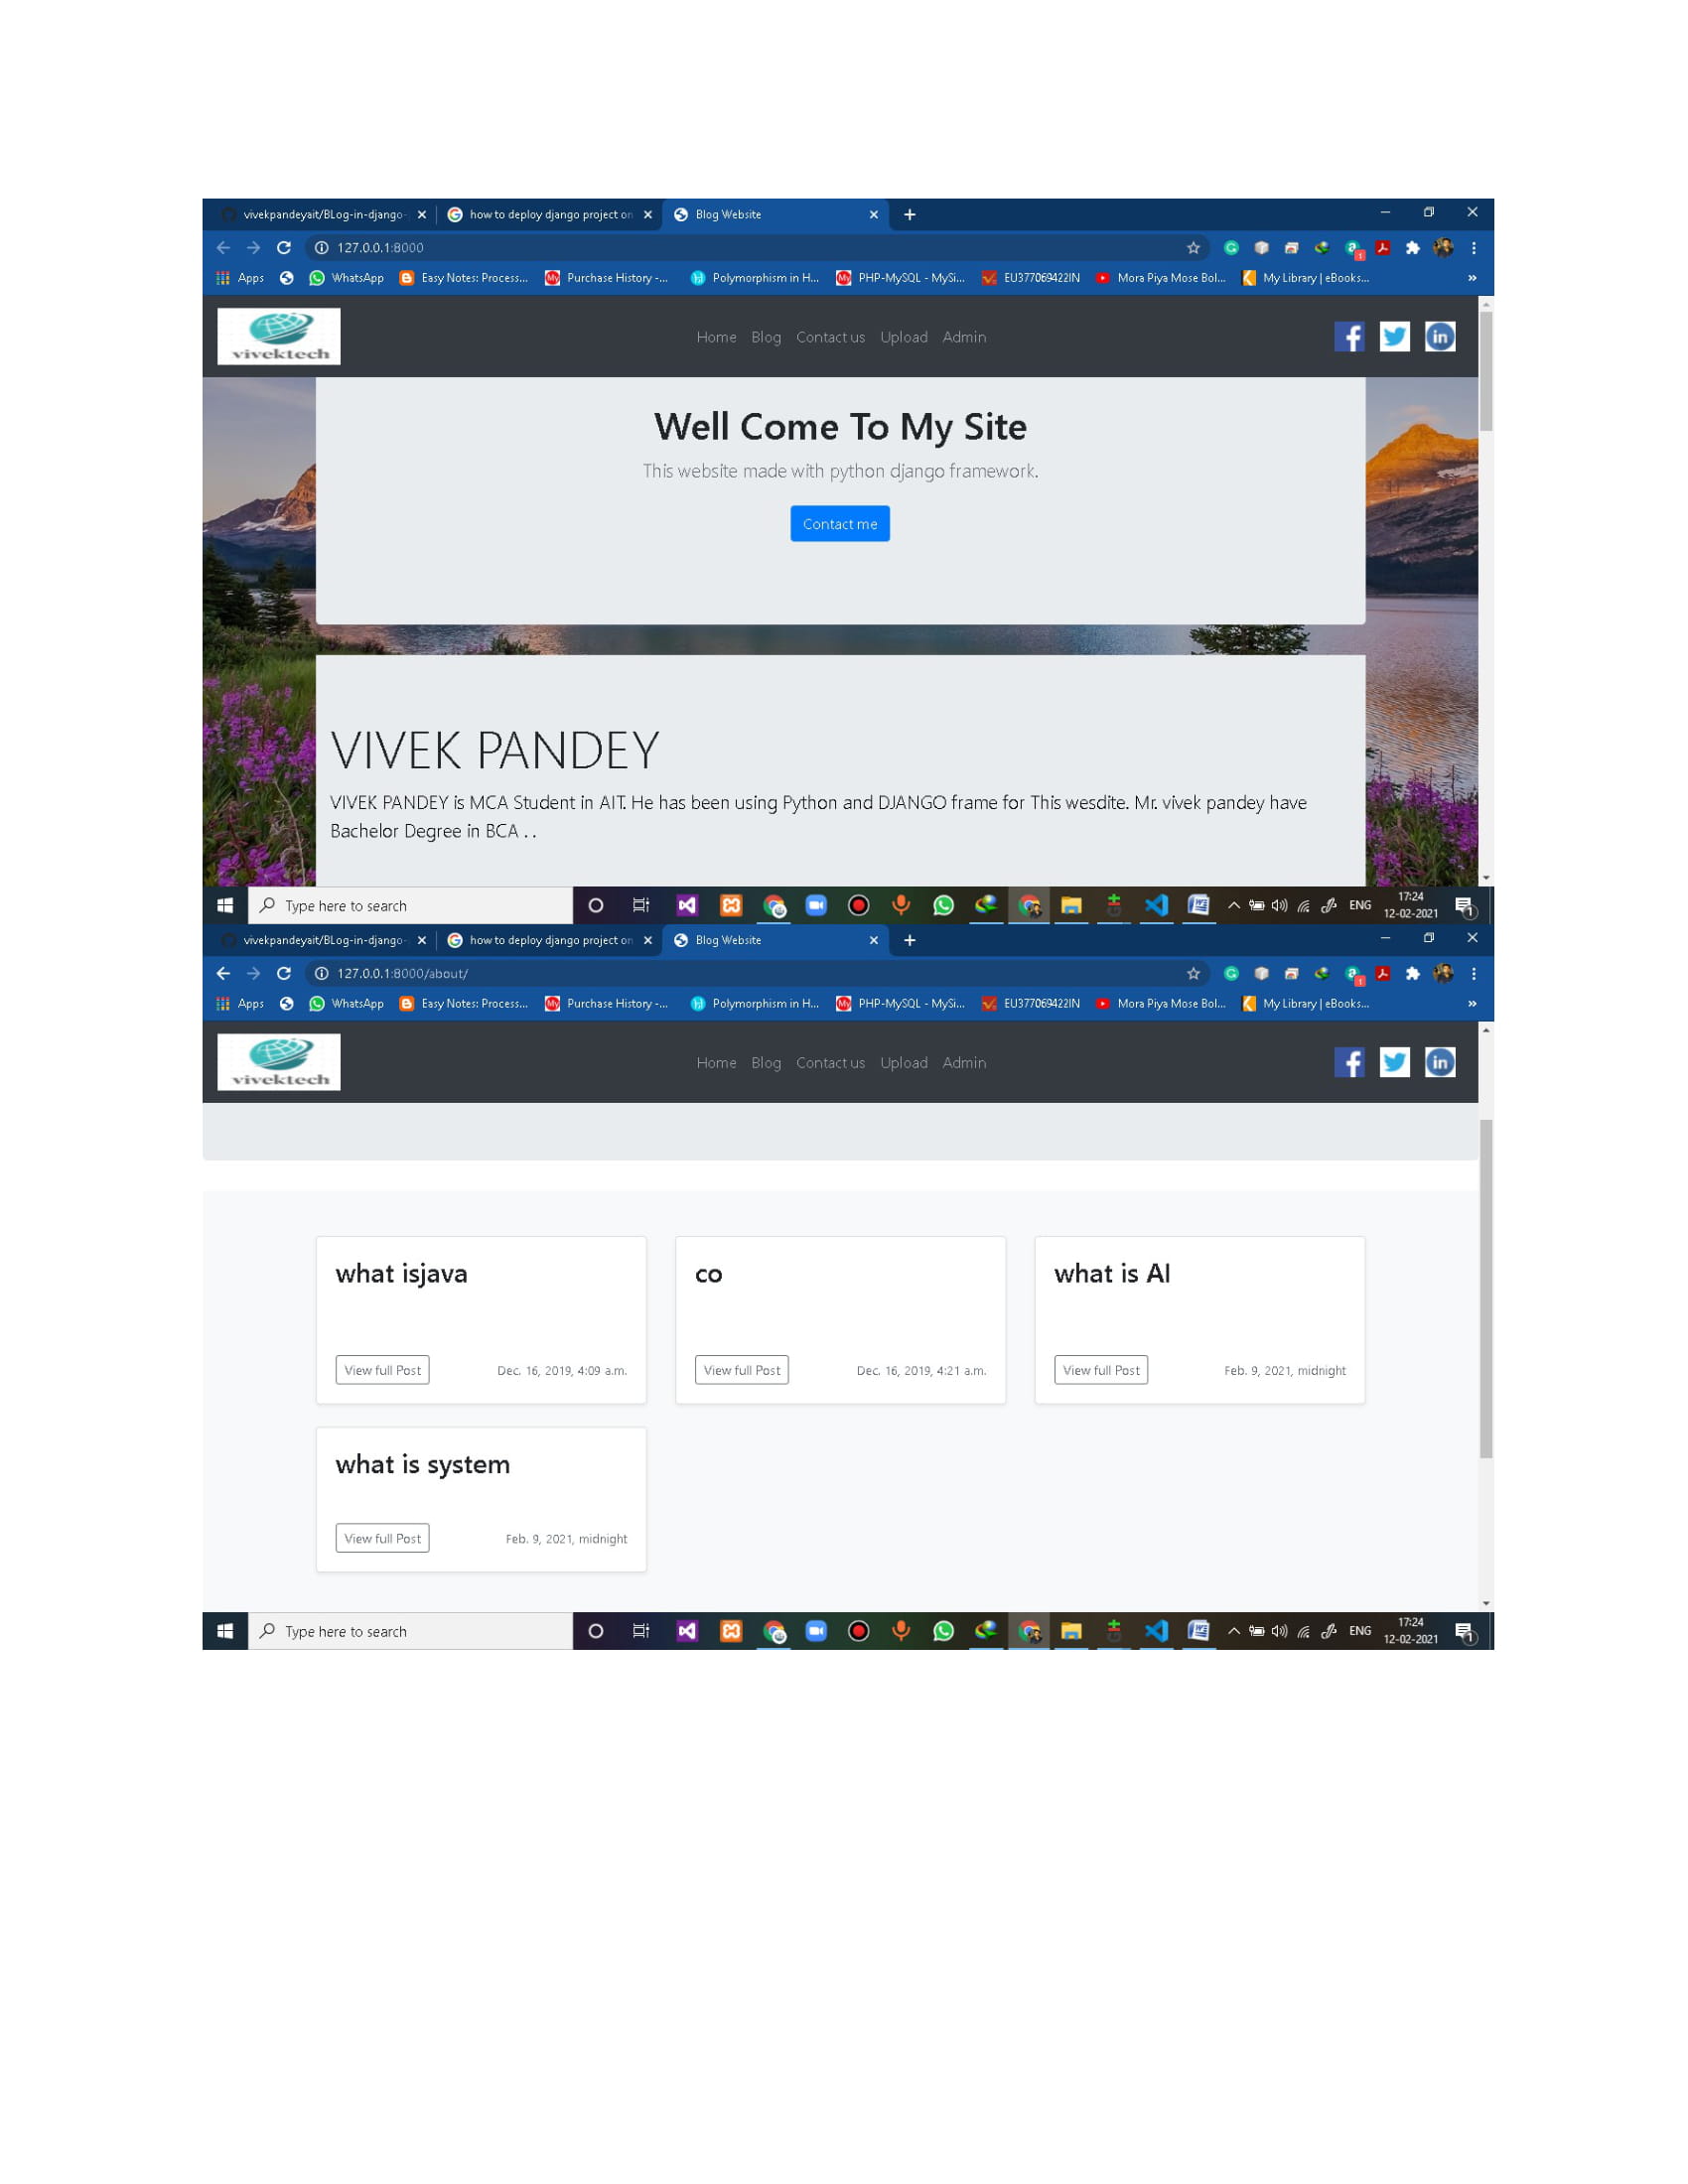 vivekpandeyait/BLog-in-django- how to deploy django project on Blog Website
127.0.0.1:8000
Apps WhatsApp Easy Notes: Process... Purchase History -... Polymorphism in H... PHP-MySQL - MySi... EU377069422IN Mora Piya Mose Bol... My Library | eBooks...
vivektech Home Blog Contact us Upload Admin
Well Come To My Site
This website made with python django framework.
Contact me
VIVEK PANDEY
VIVEK PANDEY is MCA Student in AIT. He has been using Python and DJANGO frame for This wesdite. Mr. vivek pandey have
Bachelor Degree in BCA . .
Type here to search ENG 17:24
12-02-2021
vivekpandeyait/BLog-in-django- how to deploy django project on Blog Website
127.0.0.1:8000/about/
Apps WhatsApp Easy Notes: Process... Purchase History -... Polymorphism in H... PHP-MySQL - MySi... EU377069422IN Mora Piya Mose Bol... My Library | eBooks...
vivektech Home Blog Contact us Upload Admin
what isjava co what is AI
View full Post Dec. 16, 2019, 4:09 a.m. View full Post Dec. 16, 2019, 4:21 a.m. View full Post Feb. 9, 2021, midnight
what is system
View full Post Feb. 9, 2021, midnight
Type here to search ENG 17:24
12-02-2021